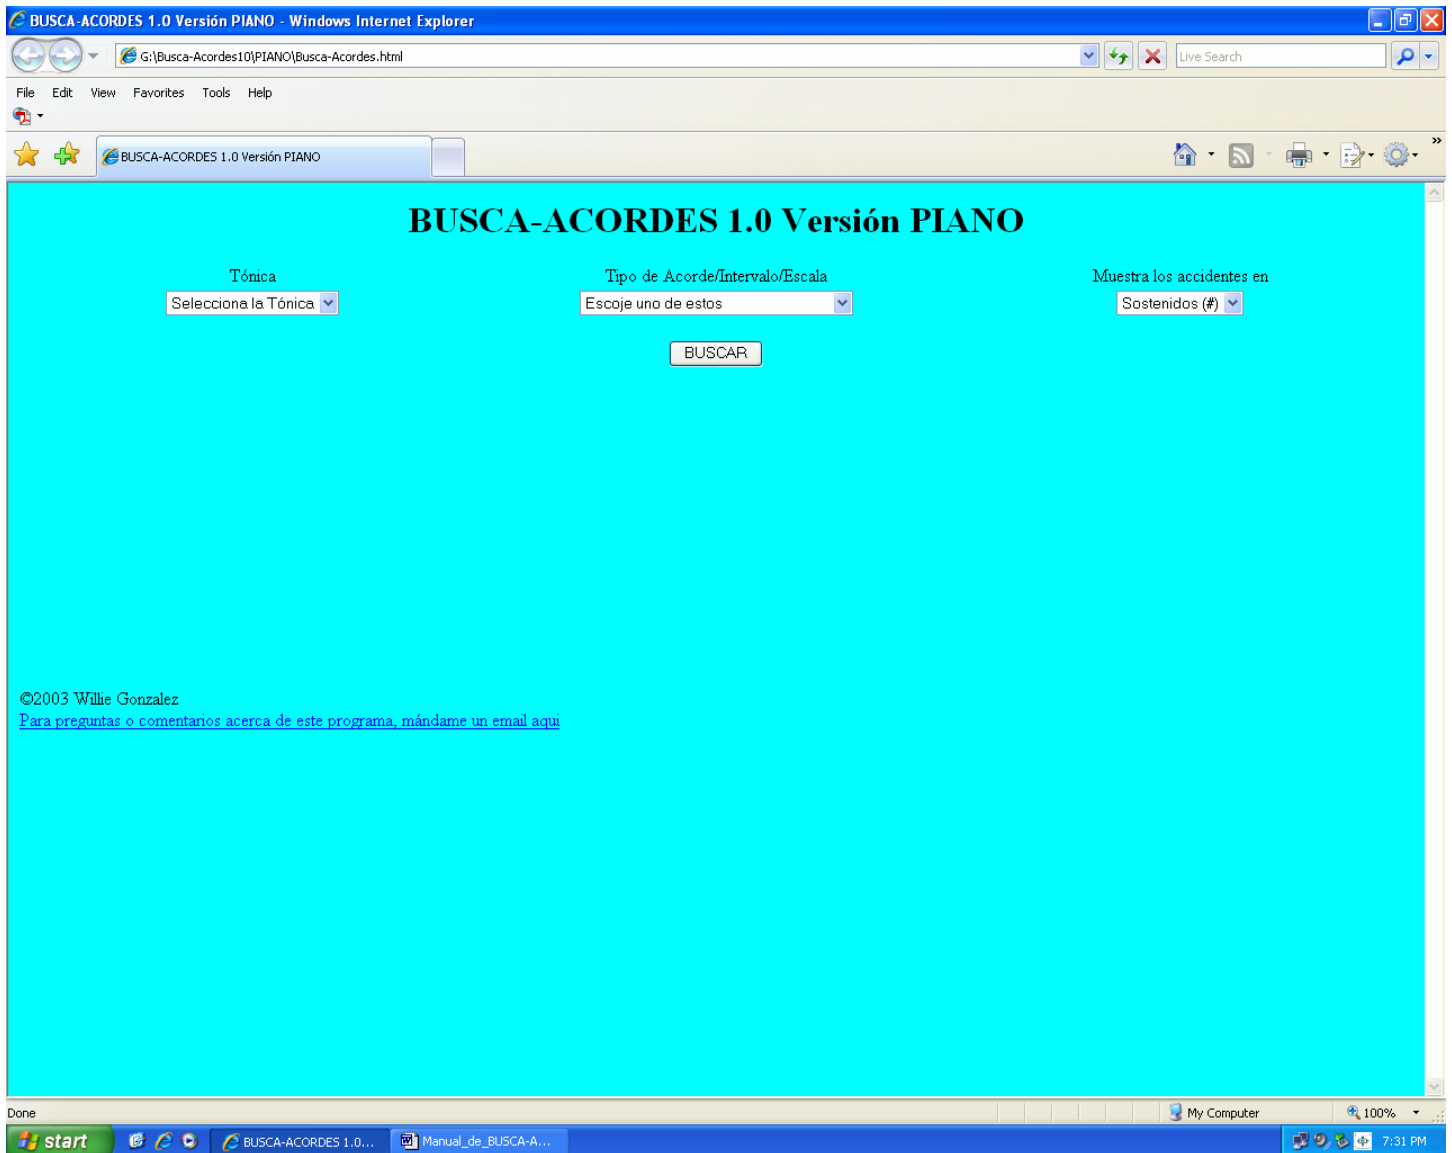 BUSCA-ACORDES 1.0 Versión PIANO - Windows Internet Explorer
G:\Busca-Acordes10\PIANO\Busca-Acordes.html
Live Search
File Edit View Favorites Tools Help
BUSCA-ACORDES 1.0 Versión PIANO
BUSCA-ACORDES 1.0 Versión PIANO
Tónica Tipo de Acorde/Intervalo/Escala Muestra los accidentes en
Selecciona la Tónica Escoje uno de estos Sostenidos (#)
BUSCAR
©2003 Willie Gonzalez
Para preguntas o comentarios acerca de este programa, mándame un email aqui
Done My Computer 100%
start BUSCA-ACORDES 1.0... Manual_de_BUSCA-A... 7:31 PM